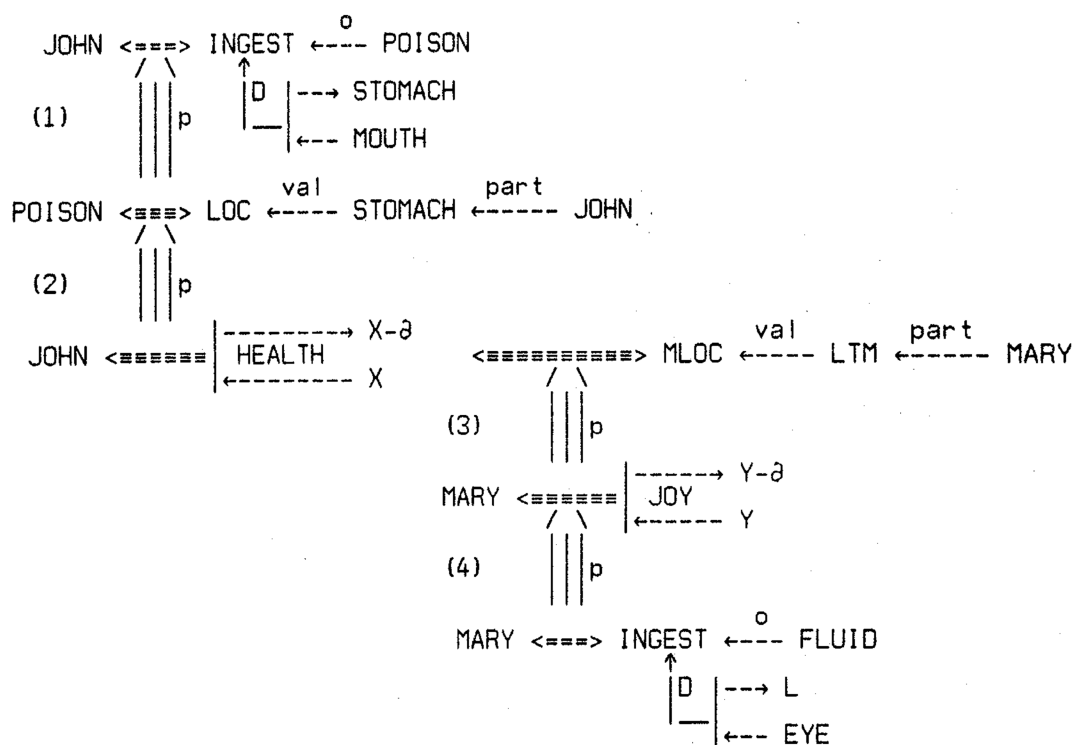 o
JOHN <===> INGEST ←--- POISON
D ---→ STOMACH
(1) p
←--- MOUTH
val part
POISON <===> LOC ←----- STOMACH ←------ JOHN
(2) p
-----------→ X-∂
val part
JOHN <====== HEALTH <==========> MLOC ←----- LTM ←------- MARY
←----------- X
(3) p
--------→ Y-∂
MARY <====== JOY
←------- Y
(4) p
o
MARY <===> INGEST ←---- FLUID
D ---→ L
←--- EYE